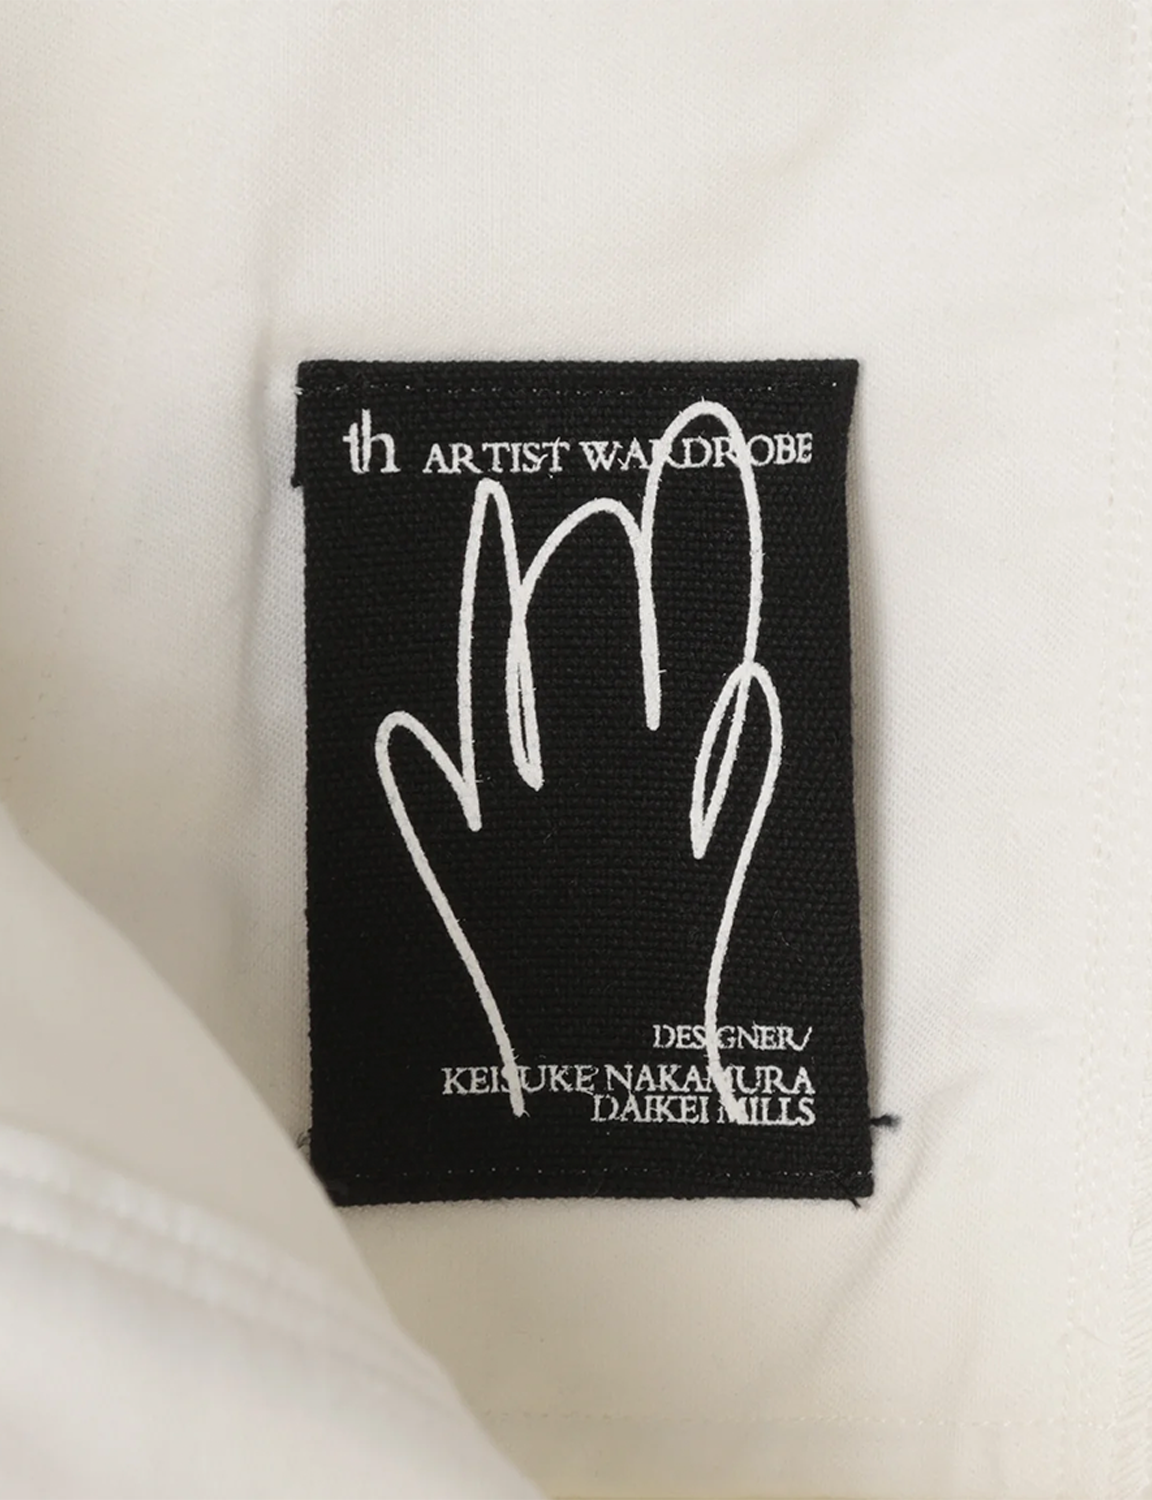 th ARTIST WARDROBE
DESIGNER/
KEISUKE NAKAMURA
DAIKEI MILLS